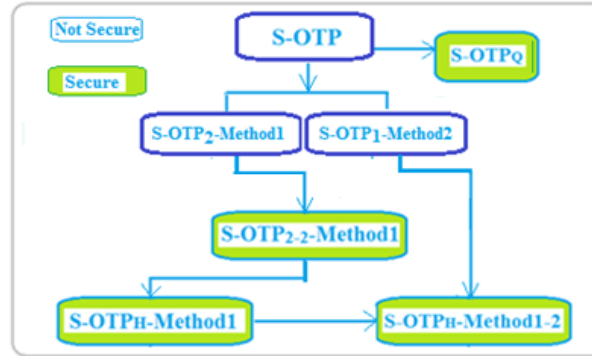 Not Secure
S-OTP
S-OTPQ
Secure
S-OTP2-Method1
S-OTP1-Method2
S-OTP2-2-Method1
S-OTPH-Method1
S-OTPH-Method1-2